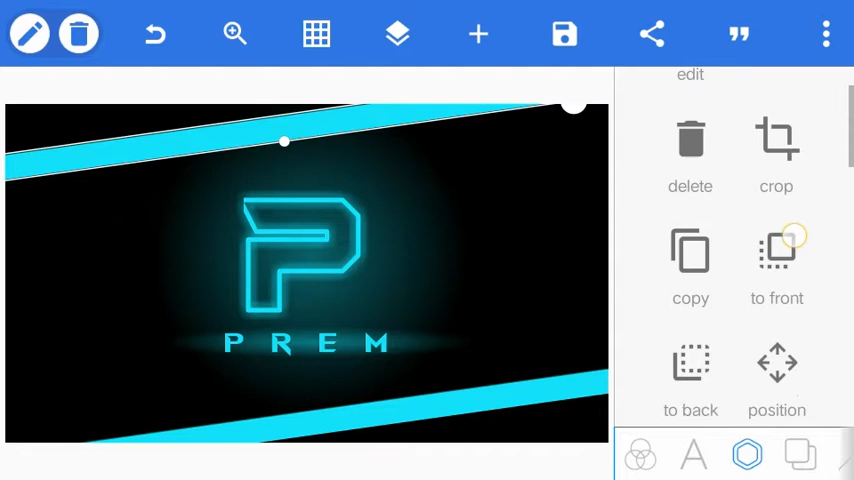 edit
delete
crop
copy
to front
to back
position
P
PREM